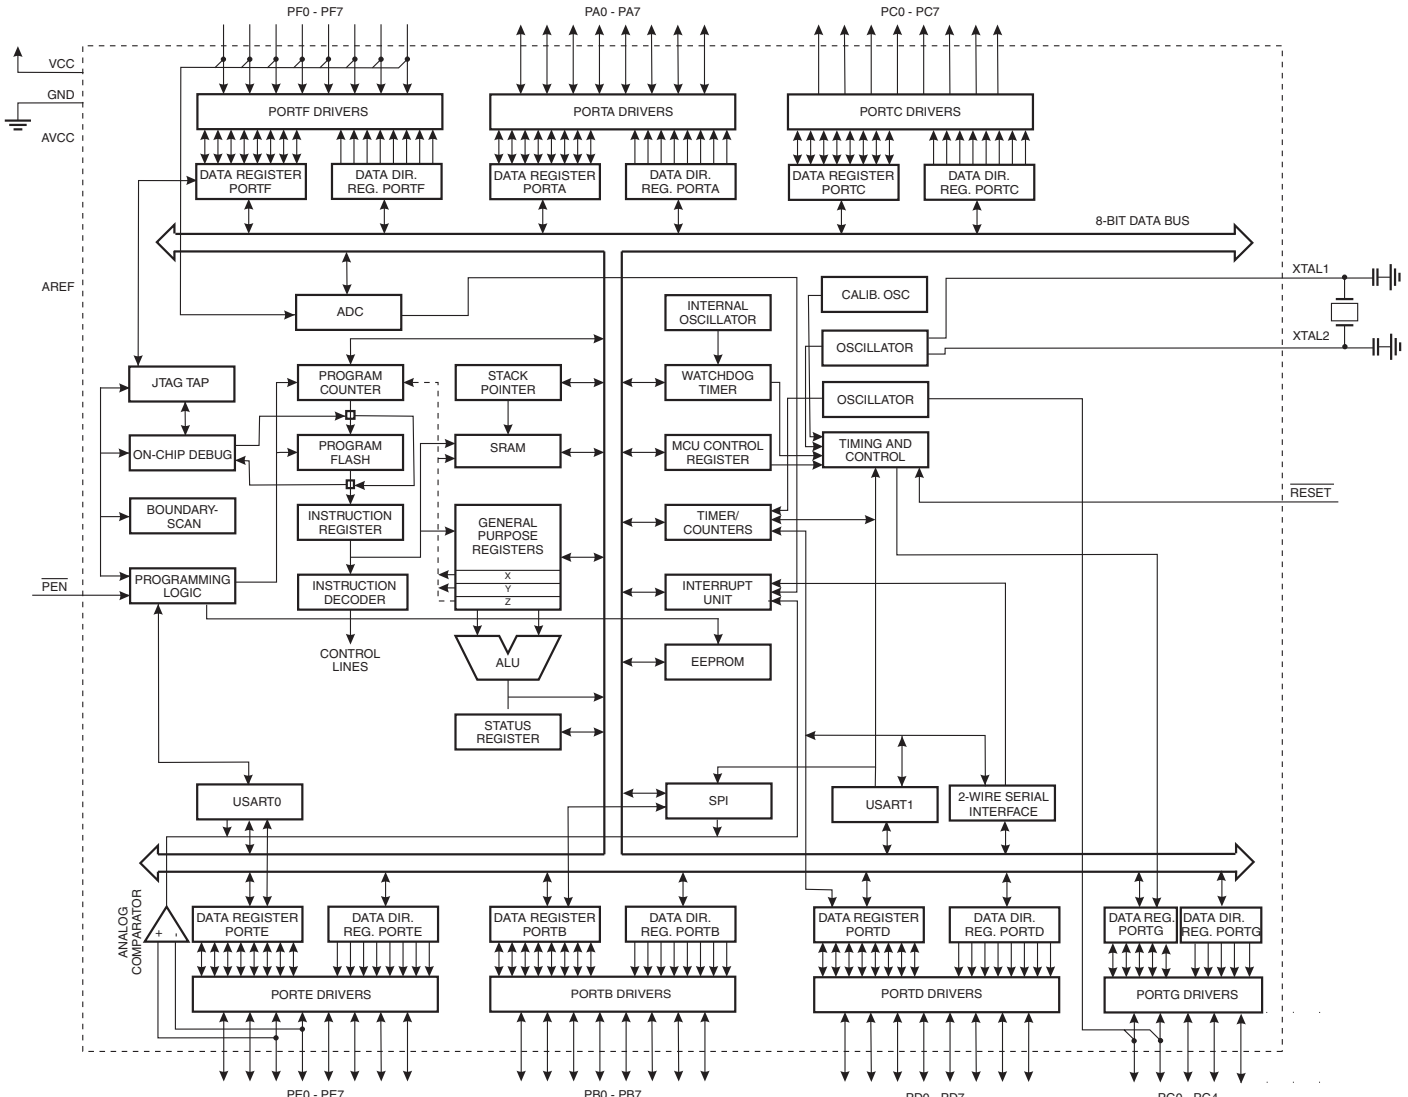 PF0 - PF7
PA0 - PA7
PC0 - PC7
VCC
GND
AVCC
PORTF DRIVERS
PORTA DRIVERS
PORTC DRIVERS
DATA REGISTER
PORTF
DATA DIR.
REG. PORTF
DATA REGISTER
PORTA
DATA DIR.
REG. PORTA
DATA REGISTER
PORTC
DATA DIR.
REG. PORTC
8-BIT DATA BUS
AREF
XTAL1
XTAL2
ADC
INTERNAL
OSCILLATOR
CALIB. OSC
OSCILLATOR
JTAG TAP
PROGRAM
COUNTER
STACK
POINTER
WATCHDOG
TIMER
OSCILLATOR
ON-CHIP DEBUG
PROGRAM
FLASH
SRAM
MCU CONTROL
REGISTER
TIMING AND
CONTROL
RESET
BOUNDARY-
SCAN
INSTRUCTION
REGISTER
GENERAL
PURPOSE
REGISTERS
X
Y
Z
TIMER/
COUNTERS
PEN
PROGRAMMING
LOGIC
INSTRUCTION
DECODER
INTERRUPT
UNIT
CONTROL
LINES
ALU
EEPROM
STATUS
REGISTER
USART0
SPI
USART1
2-WIRE SERIAL
INTERFACE
ANALOG
COMPARATOR
+
-
DATA REGISTER
PORTE
DATA DIR.
REG. PORTE
DATA REGISTER
PORTB
DATA DIR.
REG. PORTB
DATA REGISTER
PORTD
DATA DIR.
REG. PORTD
DATA REG.
PORTG
DATA DIR.
REG. PORTG
PORTE DRIVERS
PORTB DRIVERS
PORTD DRIVERS
PORTG DRIVERS
PE0 - PE7
PB0 - PB7
PD0 - PD7
PG0 - PG4